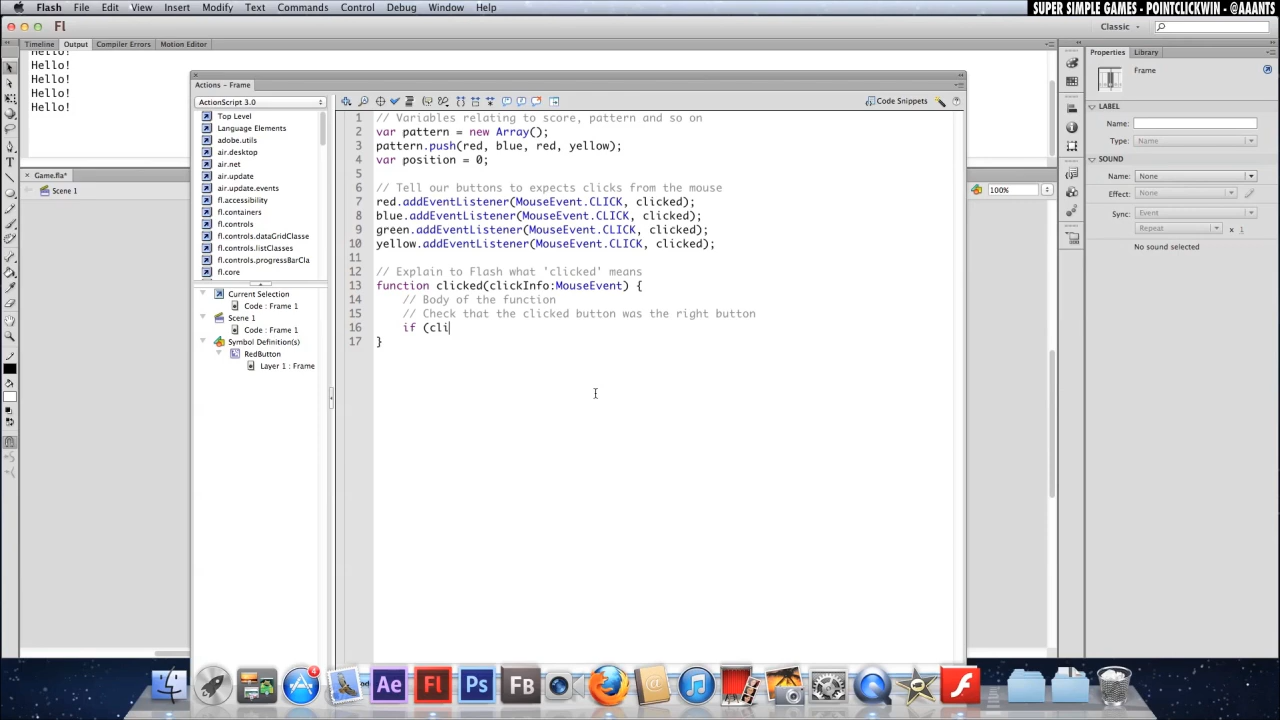 Flash File Edit View Insert Modify Text Commands Control Debug Window Help
SUPER SIMPLE GAMES - POINTCLICKWIN - @AAANTS
Fl
Classic
Timeline Output Compiler Errors Motion Editor
Hello!
Hello!
Hello!
Hello!
Hello!
Properties Library
Frame
LABEL
Name:
Type: Name
SOUND
Name: None
Effect: None
Sync: Event
Repeat x 1
No sound selected
Game.fla*
Scene 1
100%
Actions - Frame
ActionScript 3.0
Code Snippets
Top Level
Language Elements
adobe.utils
air.desktop
air.net
air.update
air.update.events
fl.accessibility
fl.containers
fl.controls
fl.controls.dataGridClasse
fl.controls.listClasses
fl.controls.progressBarCla
fl.core
Current Selection
Code : Frame 1
Scene 1
Code : Frame 1
Symbol Definition(s)
RedButton
Layer 1 : Frame
1 // Variables relating to score, pattern and so on
2 var pattern = new Array();
3 pattern.push(red, blue, red, yellow);
4 var position = 0;
5
6 // Tell our buttons to expects clicks from the mouse
7 red.addEventListener(MouseEvent.CLICK, clicked);
8 blue.addEventListener(MouseEvent.CLICK, clicked);
9 green.addEventListener(MouseEvent.CLICK, clicked);
10 yellow.addEventListener(MouseEvent.CLICK, clicked);
11
12 // Explain to Flash what 'clicked' means
13 function clicked(clickInfo:MouseEvent) {
14 // Body of the function
15 // Check that the clicked button was the right button
16 if (cli
17 }
4
Ae Fl Ps Fb